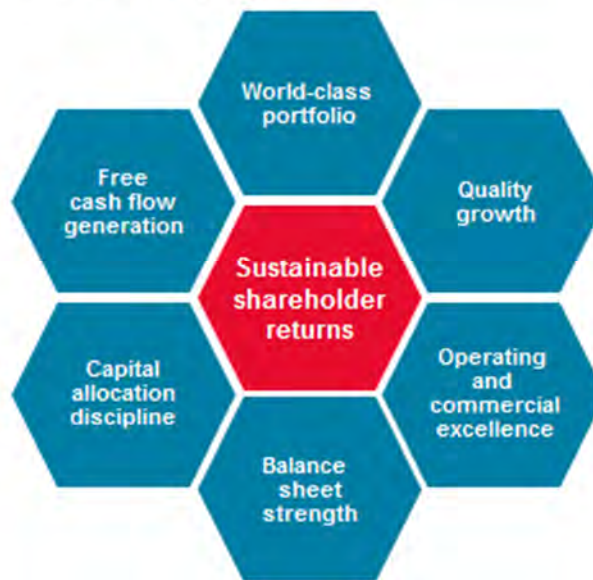 World-class
portfolio
Free
cash flow
generation
Quality
growth
Sustainable
shareholder
returns
Capital
allocation
discipline
Operating
and
commercial
excellence
Balance
sheet
strength